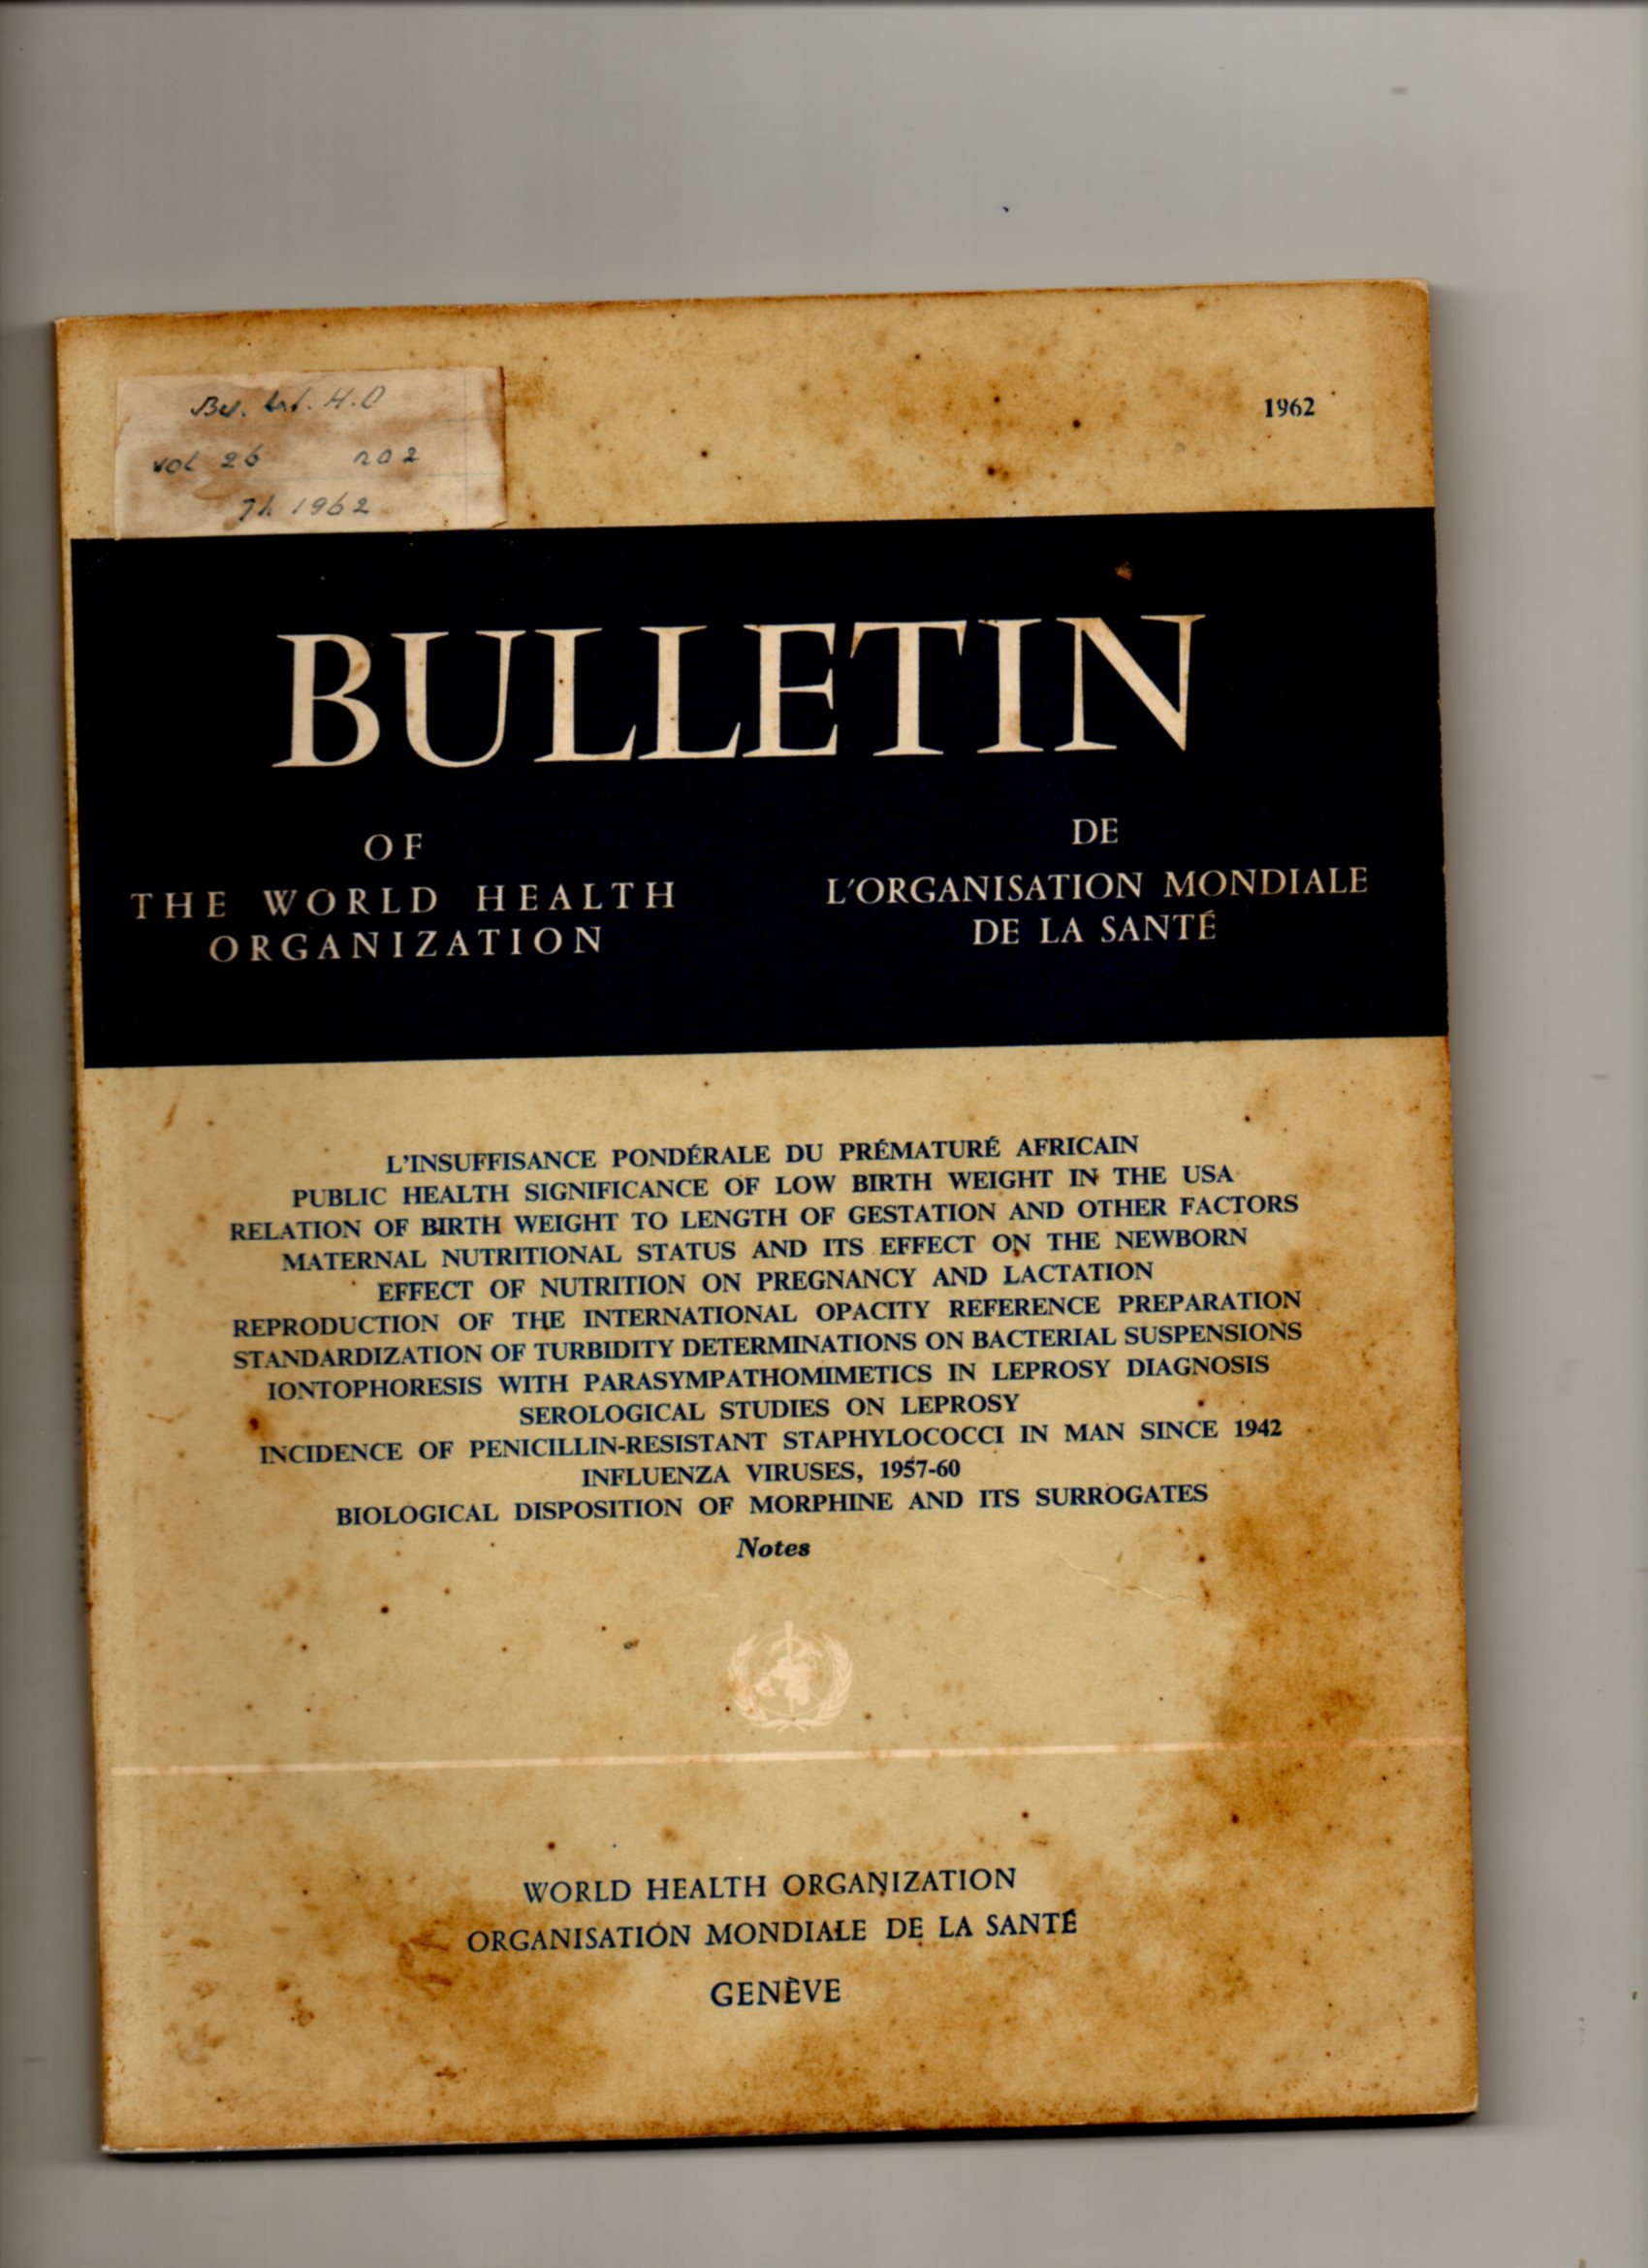 vol 26 no 2
Th 1962
1962
BULLETIN
OF
THE WORLD HEALTH
ORGANIZATION
DE
L'ORGANISATION MONDIALE
DE LA SANTÉ
L'INSUFFISANCE PONDÉRALE DU PRÉMATURÉ AFRICAIN
PUBLIC HEALTH SIGNIFICANCE OF LOW BIRTH WEIGHT IN THE USA
RELATION OF BIRTH WEIGHT TO LENGTH OF GESTATION AND OTHER FACTORS
MATERNAL NUTRITIONAL STATUS AND ITS EFFECT ON THE NEWBORN
EFFECT OF NUTRITION ON PREGNANCY AND LACTATION
REPRODUCTION OF THE INTERNATIONAL OPACITY REFERENCE PREPARATION
STANDARDIZATION OF TURBIDITY DETERMINATIONS ON BACTERIAL SUSPENSIONS
IONTOPHORESIS WITH PARASYMPATHOMIMETICS IN LEPROSY DIAGNOSIS
SEROLOGICAL STUDIES ON LEPROSY
INCIDENCE OF PENICILLIN-RESISTANT STAPHYLOCOCCI IN MAN SINCE 1942
INFLUENZA VIRUSES, 1957-60
BIOLOGICAL DISPOSITION OF MORPHINE AND ITS SURROGATES
Notes
WORLD HEALTH ORGANIZATION
ORGANISATION MONDIALE DE LA SANTÉ
GENÈVE